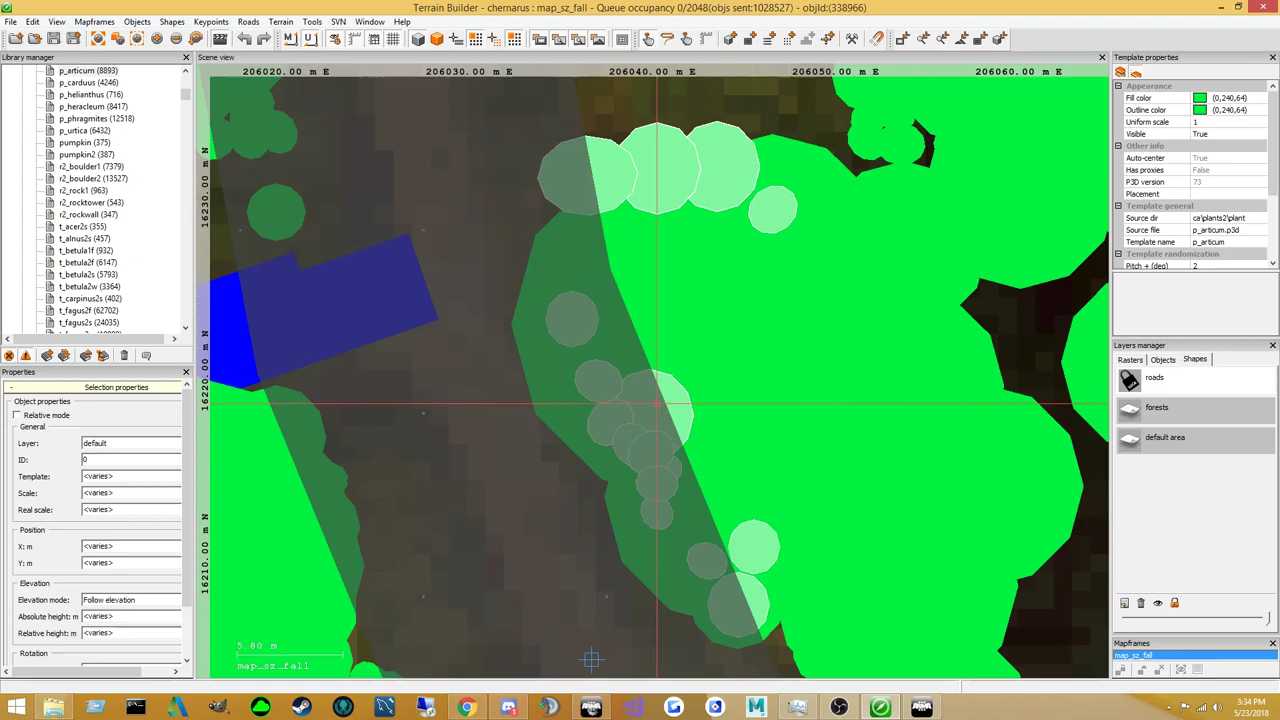 Terrain Builder - chernarus : map_sz_fall - Queue occupancy 0/2048 (objs sent:1028527) - objId:(338966)
File Edit View Mapframes Objects Shapes Keypoints Roads Terrain Tools SVN Window Help
Library manager
p_articum (8893)
p_carduus (4246)
p_helianthus (716)
p_heracleum (8417)
p_phragmites (12518)
p_urtica (6432)
pumpkin (375)
pumpkin2 (387)
r2_boulder1 (7379)
r2_boulder2 (13527)
r2_rock1 (963)
r2_rocktower (543)
r2_rockwall (347)
t_acer2s (355)
t_alnus2s (457)
t_betula1f (932)
t_betula2f (6147)
t_betula2s (5793)
t_betula2w (3364)
t_carpinus2s (402)
t_fagus2f (62702)
t_fagus2s (24035)
Properties
Selection properties
Object properties
Relative mode
General
Layer: default
ID: 0
Template: <varies>
Scale: <varies>
Real scale: <varies>
Position
X: m <varies>
Y: m <varies>
Elevation
Elevation mode: Follow elevation
Absolute height: m <varies>
Relative height: m <varies>
Rotation
Scene view
206020.00 m E 206030.00 m E 206040.00 m E 206050.00 m E 206060.00 m E
16230.00 m N
16220.00 m N
16210.00 m N
5.80 m
map_sz_fall
Template properties
Appearance
Fill color (0,240,64)
Outline color (0,240,64)
Uniform scale 1
Visible True
Other info
Auto-center True
Has proxies False
P3D version 73
Placement
Template general
Source dir ca\plants2\plant
Source file p_articum.p3d
Template name p_articum
Template randomization
Pitch + (deg) 2
Layers manager
Rasters Objects Shapes
roads
forests
default area
Mapframes
map_sz_fall
3:34 PM
5/23/2018